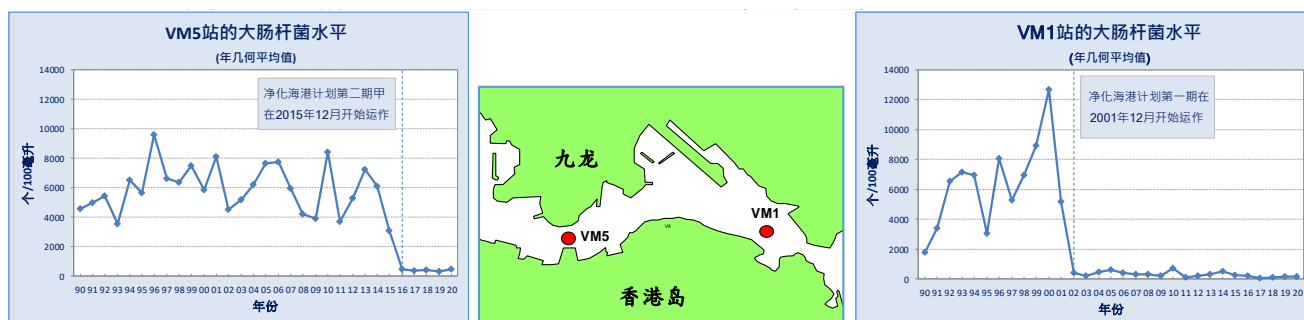 VM5站的大肠杆菌水平
(年几何平均值)
14000
12000
10000
8000
6000
4000
2000
0
个/100毫升
净化海港计划第二期甲
在2015年12月开始运作
90 91 92 93 94 95 96 97 98 99 00 01 02 03 04 05 06 07 08 09 10 11 12 13 14 15 16 17 18 19 20
年份
九龙
VM1
V4
VM5
香港岛
VM1站的大肠杆菌水平
(年几何平均值)
14000
12000
10000
8000
6000
4000
2000
0
个/100毫升
净化海港计划第一期在
2001年12月开始运作
90 91 92 93 94 95 96 97 98 99 00 01 02 03 04 05 06 07 08 09 10 11 12 13 14 15 16 17 18 19 20
年份